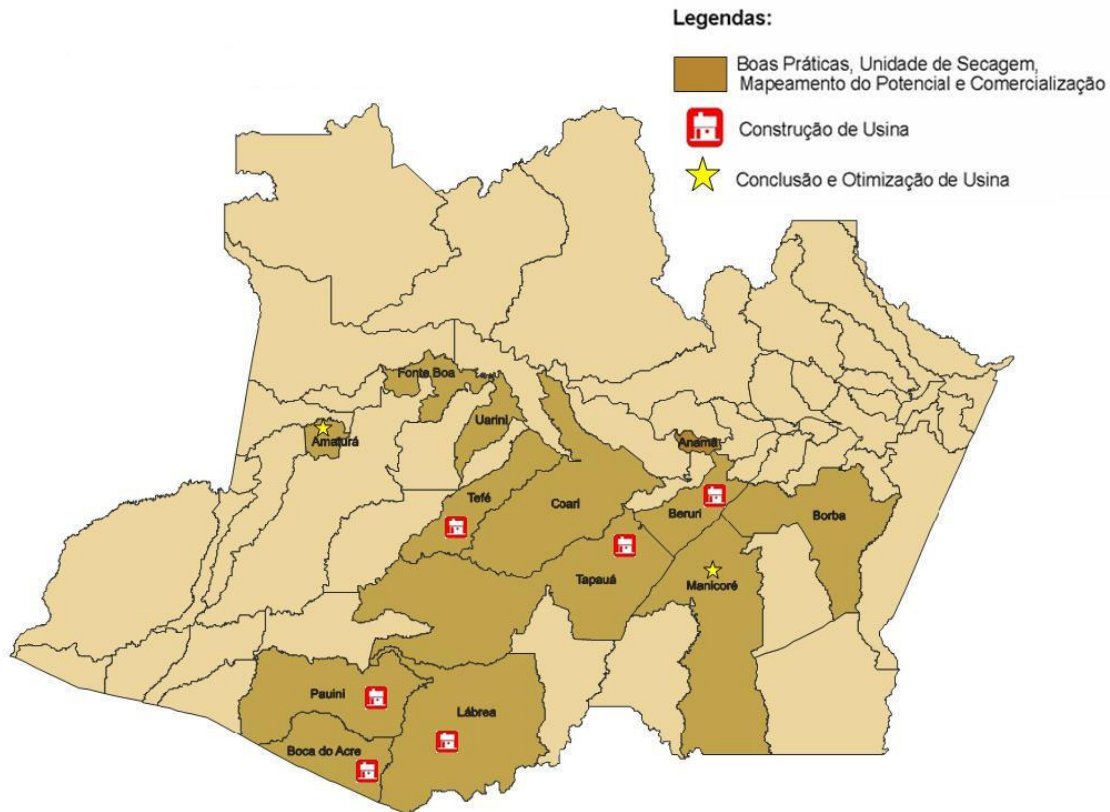 Legendas:
Boas Práticas, Unidade de Secagem,
Mapeamento do Potencial e Comercialização
Construção de Usina
Conclusão e Otimização de Usina
Fonte Boa
Uarini
Amaturá
Anamã
Tefé
Coari
Beruri
Borba
Tapauá
Manicoré
Pauini
Lábrea
Boca do Acre